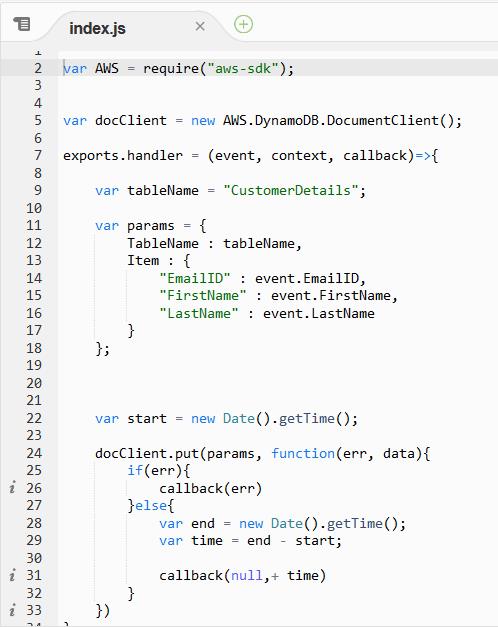 index.js ×
1
2 var AWS = require("aws-sdk");
3
4
5 var docClient = new AWS.DynamoDB.DocumentClient();
6
7 exports.handler = (event, context, callback)=>{
8
9 var tableName = "CustomerDetails";
10
11 var params = {
12 TableName : tableName,
13 Item : {
14 "EmailID" : event.EmailID,
15 "FirstName" : event.FirstName,
16 "LastName" : event.LastName
17 }
18 };
19
20
21
22 var start = new Date().getTime();
23
24 docClient.put(params, function(err, data){
25 if(err){
i 26 callback(err)
27 }else{
28 var end = new Date().getTime();
29 var time = end - start;
30
i 31 callback(null,+ time)
32 }
i 33 })